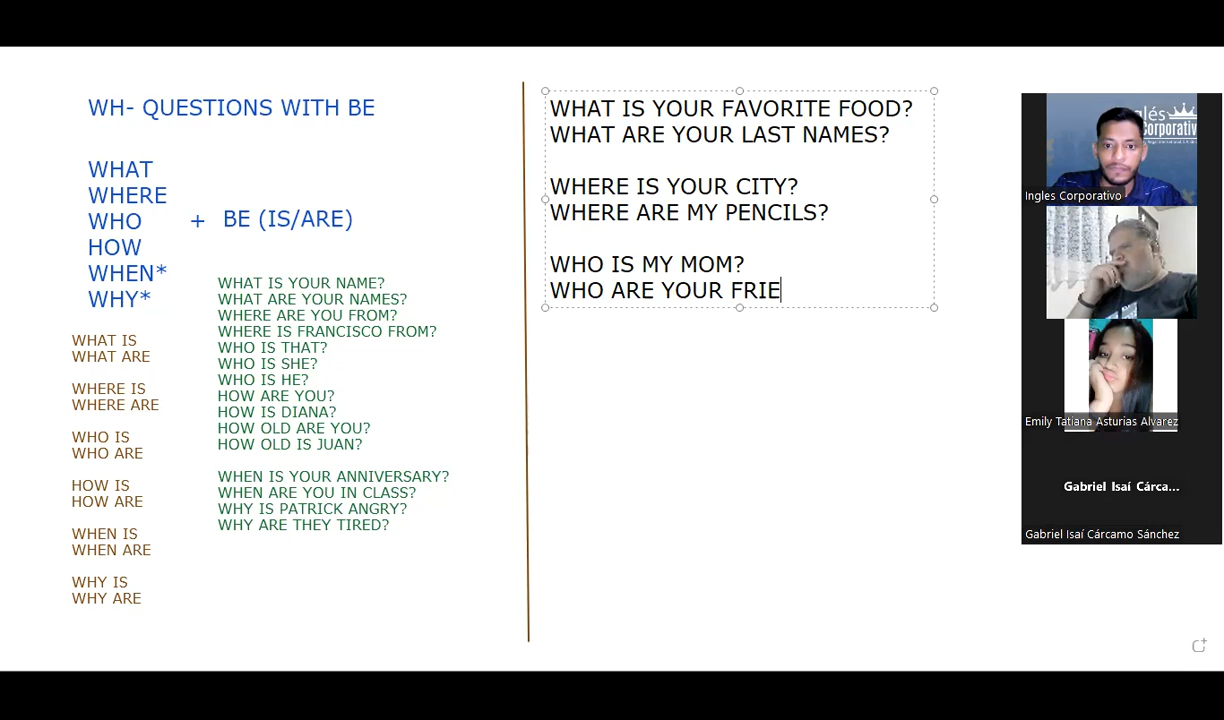 WH- QUESTIONS WITH BE
WHAT
WHERE
WHO
HOW
WHEN*
WHY*
+ BE (IS/ARE)
WHAT IS
WHAT ARE
WHERE IS
WHERE ARE
WHO IS
WHO ARE
HOW IS
HOW ARE
WHEN IS
WHEN ARE
WHY IS
WHY ARE
WHAT IS YOUR NAME?
WHAT ARE YOUR NAMES?
WHERE ARE YOU FROM?
WHERE IS FRANCISCO FROM?
WHO IS THAT?
WHO IS SHE?
WHO IS HE?
HOW ARE YOU?
HOW IS DIANA?
HOW OLD ARE YOU?
HOW OLD IS JUAN?
WHEN IS YOUR ANNIVERSARY?
WHEN ARE YOU IN CLASS?
WHY IS PATRICK ANGRY?
WHY ARE THEY TIRED?
WHAT IS YOUR FAVORITE FOOD?
WHAT ARE YOUR LAST NAMES?
WHERE IS YOUR CITY?
WHERE ARE MY PENCILS?
WHO IS MY MOM?
WHO ARE YOUR FRIE
Ingles Corporativo
Emily Tatiana Asturias Alvarez
Gabriel Isaí Cárca...
Gabriel Isaí Cárcamo Sánchez